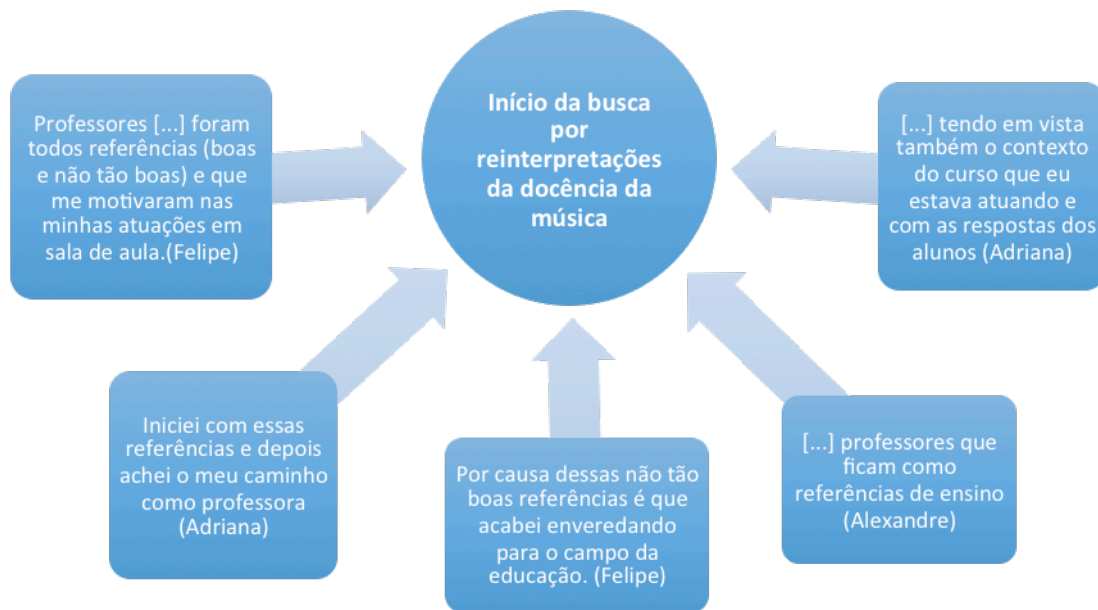 Início da busca
por
reinterpretações
da docência da
música
Professores [...] foram
todos referências (boas
e não tão boas) e que
me motivaram nas
minhas atuações em
sala de aula.(Felipe)
[...] tendo em vista
também o contexto
do curso que eu
estava atuando e
com as respostas dos
alunos (Adriana)
Iniciei com essas
referências e depois
achei o meu caminho
como professora
(Adriana)
Por causa dessas não tão
boas referências é que
acabei enveredando
para o campo da
educação. (Felipe)
[...] professores que
ficam como
referências de ensino
(Alexandre)